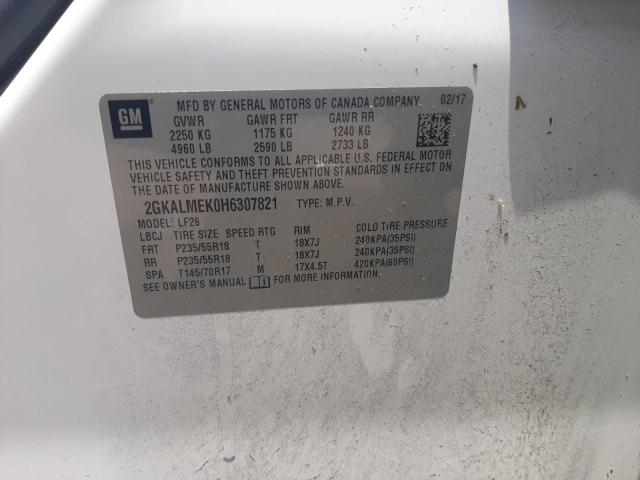 GM MFD BY GENERAL MOTORS OF CANADA COMPANY 02/17
GVWR GAWR FRT GAWR RR
2250 KG 1175 KG 1240 KG
4960 LB 2590 LB 2733 LB
THIS VEHICLE CONFORMS TO ALL APPLICABLE U.S. FEDERAL MOTOR
VEHICLE SAFETY AND THEFT PREVENTION STANDARDS IN EFFECT ON
THE DATE OF MANUFACTURE SHOWN ABOVE.
2GKALMEK0H6307821 TYPE: M.P.V.
MODEL: LF26
LBCJ TIRE SIZE SPEED RTG RIM COLD TIRE PRESSURE
FRT P235/55R18 T 18X7J 240KPA(35PSI)
RR P235/55R18 T 18X7J 240KPA(35PSI)
SPA T145/70R17 M 17X4.5T 420KPA(60PSI)
SEE OWNER'S MANUAL FOR MORE INFORMATION.